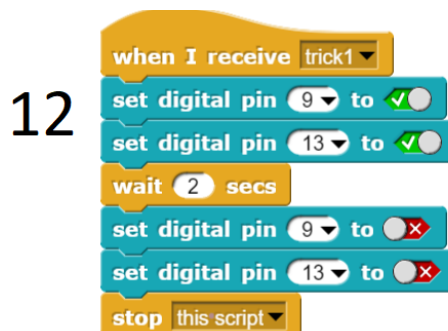 12
when I receive trick1
set digital pin 9 to
set digital pin 13 to
wait 2 secs
set digital pin 9 to
set digital pin 13 to
stop this script